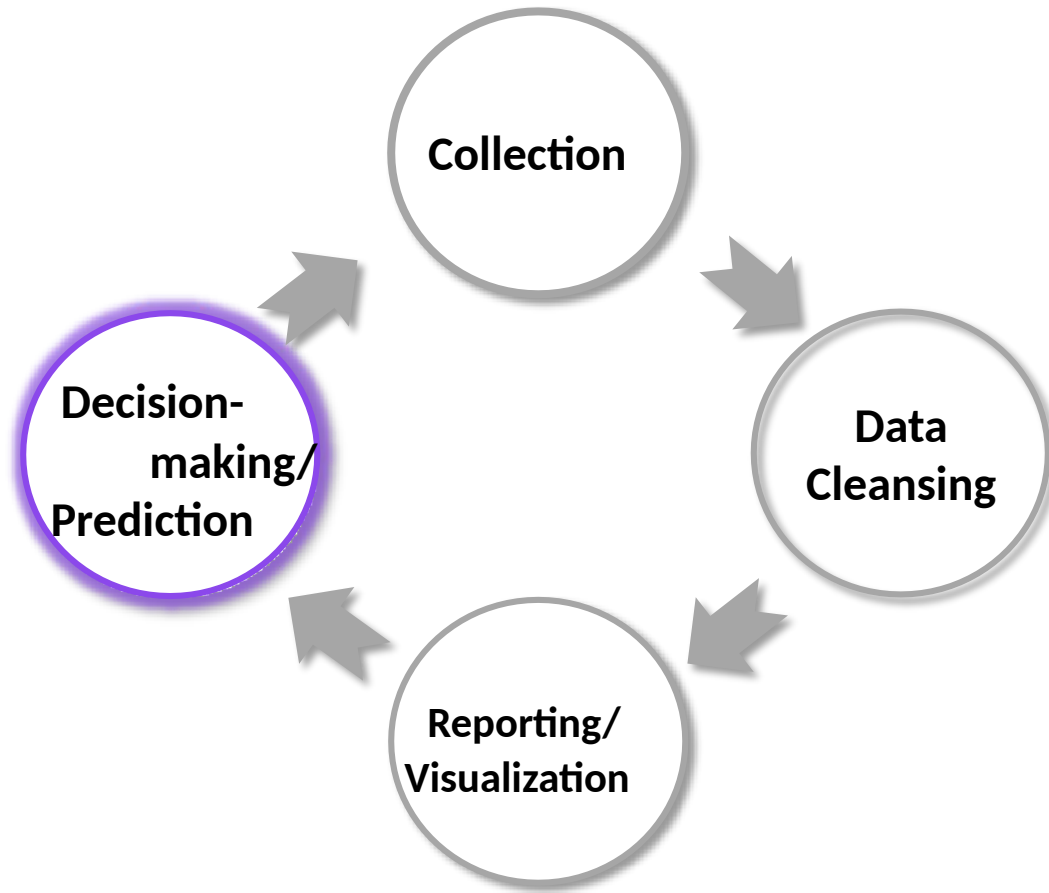 Collection
Data
Cleansing
Reporting/
Visualization
Decision-
making/
Prediction